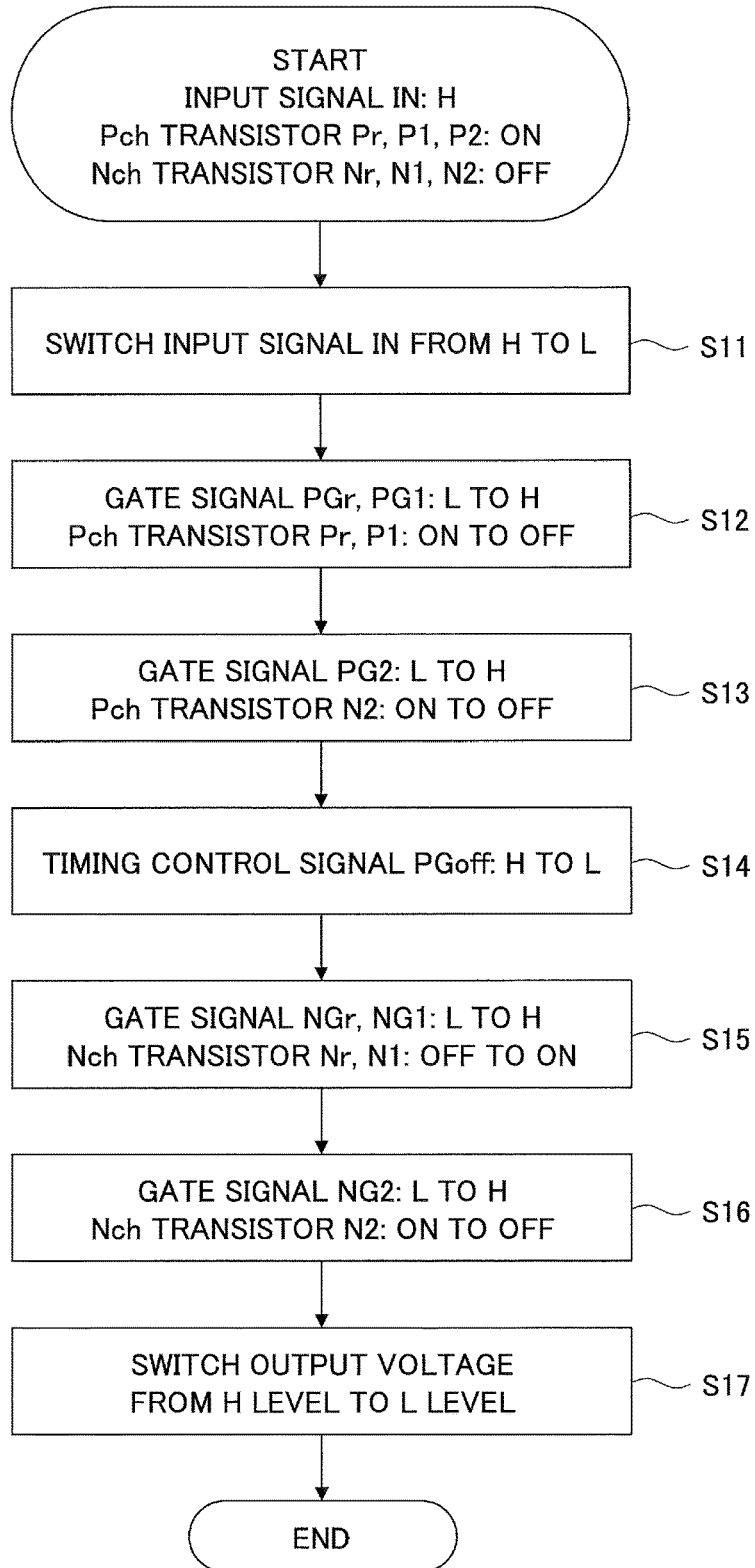 START
INPUT SIGNAL IN: H
Pch TRANSISTOR Pr, P1, P2: ON
Nch TRANSISTOR Nr, N1, N2: OFF
SWITCH INPUT SIGNAL IN FROM H TO L
S11
GATE SIGNAL PGr, PG1: L TO H
Pch TRANSISTOR Pr, P1: ON TO OFF
S12
GATE SIGNAL PG2: L TO H
Pch TRANSISTOR N2: ON TO OFF
S13
TIMING CONTROL SIGNAL PGoff: H TO L
S14
GATE SIGNAL NGr, NG1: L TO H
Nch TRANSISTOR Nr, N1: OFF TO ON
S15
GATE SIGNAL NG2: L TO H
Nch TRANSISTOR N2: ON TO OFF
S16
SWITCH OUTPUT VOLTAGE
FROM H LEVEL TO L LEVEL
S17
END